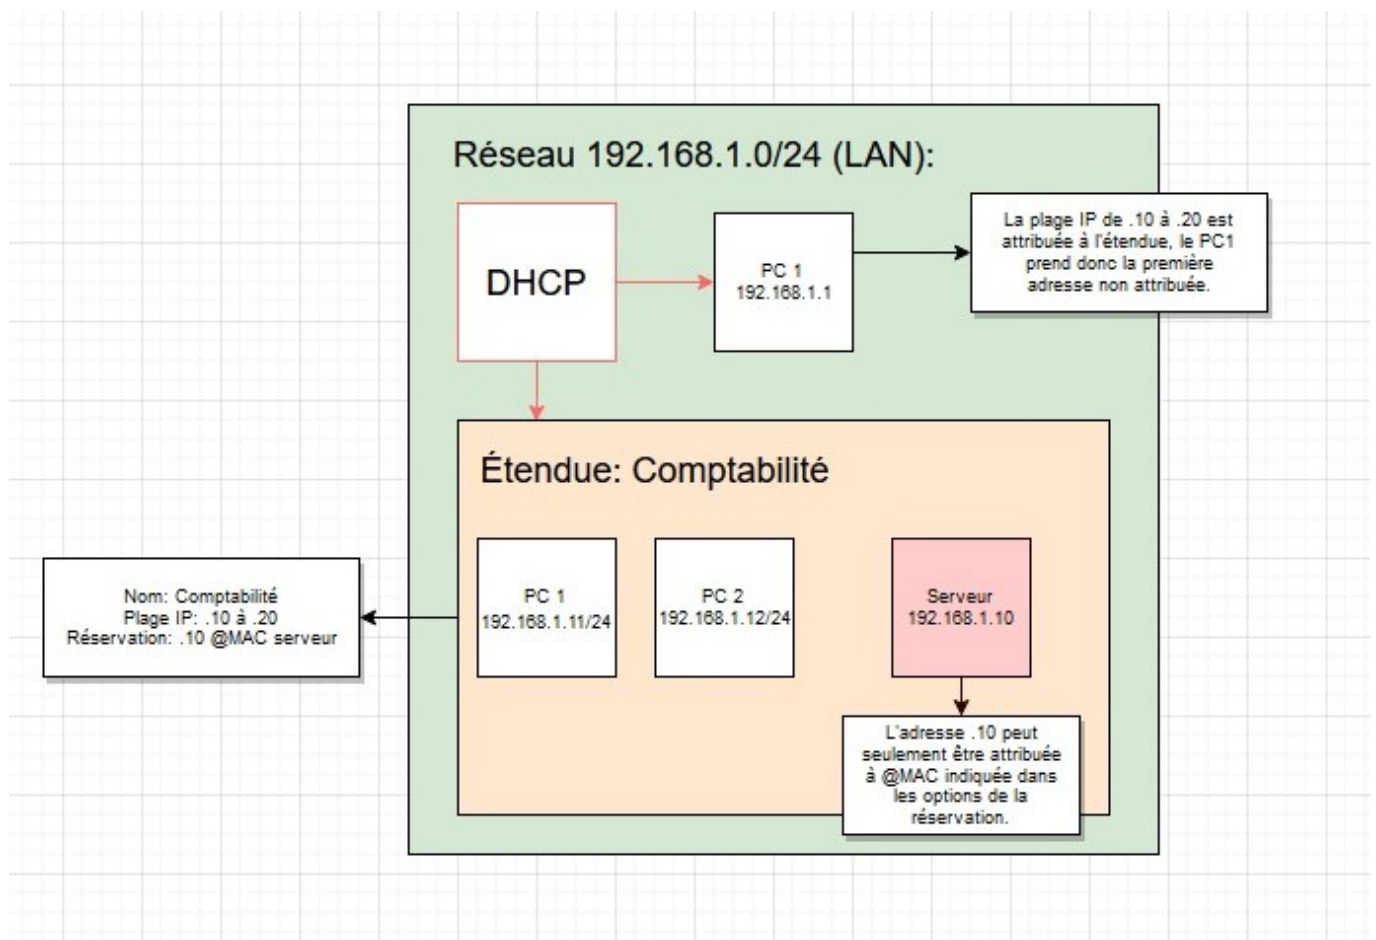 Réseau 192.168.1.0/24 (LAN):
DHCP
PC 1
192.168.1.1
La plage IP de .10 à .20 est
attribuée à l'étendue, le PC1
prend donc la première
adresse non attribuée.
Étendue: Comptabilité
Nom: Comptabilité
Plage IP: .10 à .20
Réservation: .10 @MAC serveur
PC 1
192.168.1.11/24
PC 2
192.168.1.12/24
Serveur
192.168.1.10
L'adresse .10 peut
seulement être attribuée
à @MAC indiquée dans
les options de la
réservation.